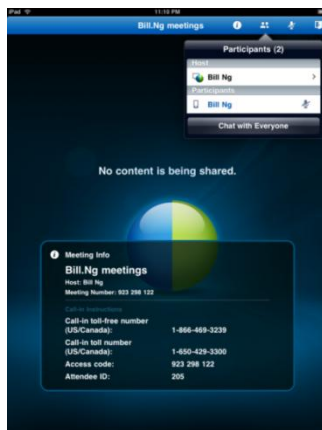 iPad
11:10 PM
Bill.Ng meetings
Participants (2)
Host
Bill Ng
Participants
Bill Ng
Chat with Everyone
No content is being shared.
Meeting Info
Bill.Ng meetings
Host: Bill Ng
Meeting Number: 923 298 122
Call-in instructions
Call-in toll-free number
(US/Canada): 1-866-469-3239
Call-in toll number
(US/Canada): 1-650-429-3300
Access code: 923 298 122
Attendee ID: 205